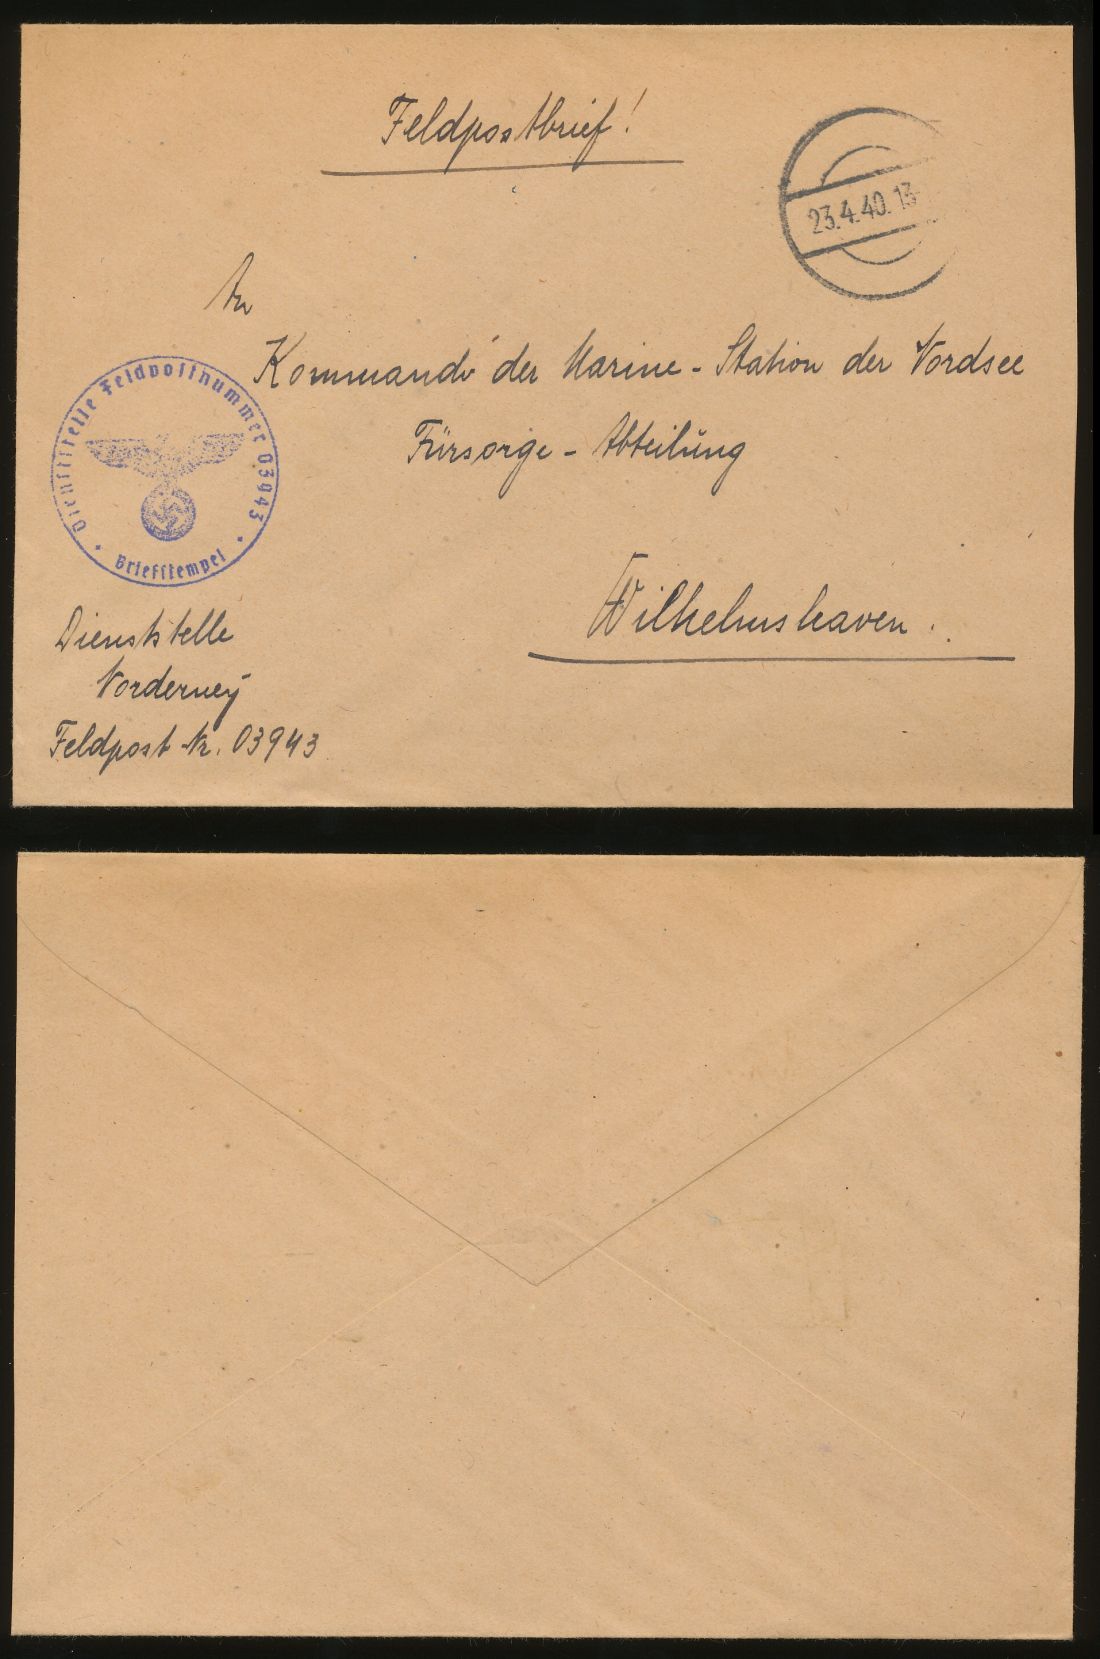 Feldpostbrief!
23.4.40.13
An
Kommando der Marine-Station der Nordsee
Fürsorge-Abteilung
Dienststelle Feldpostnummer 03943
Briefstempel
Wilhelmshaven.
Dienststelle
Norderney
Feldpost Nr. 03943